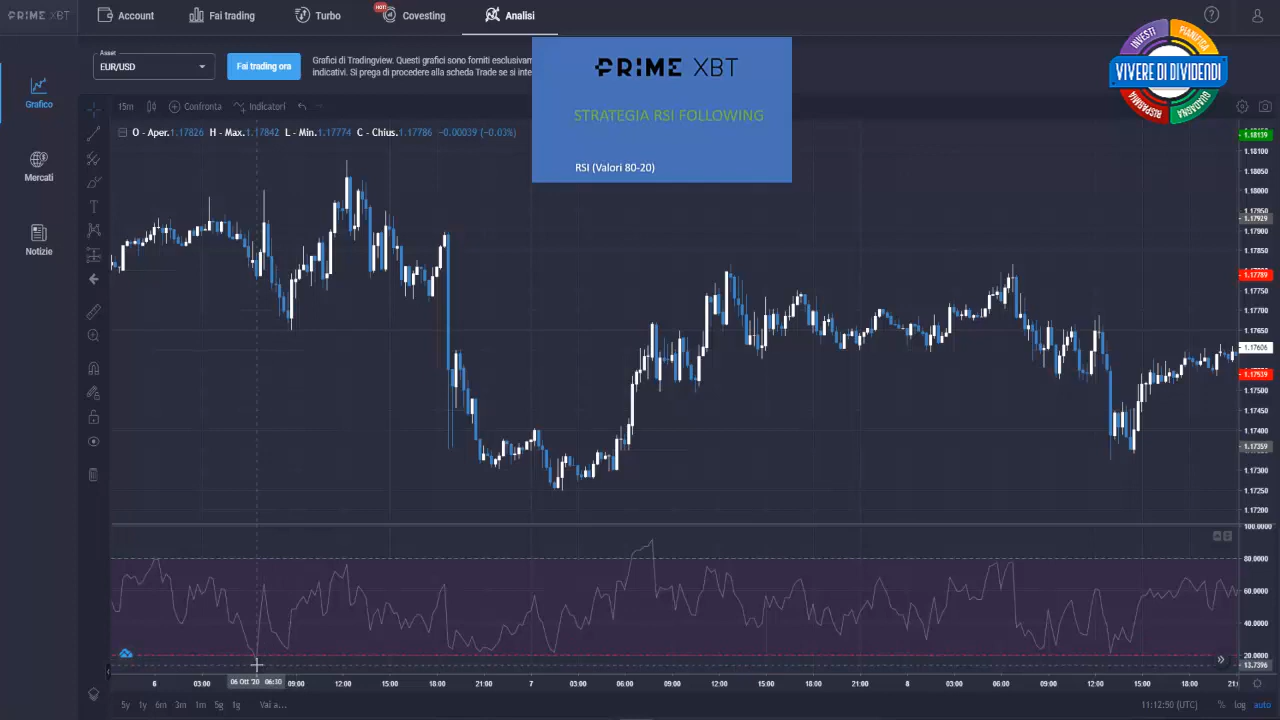 PRIME XBT
Account
Fai trading
Turbo
HOT
Covesting
Analisi
Asset
EUR/USD
Fai trading ora
Grafici di Tradingview. Questi grafici sono forniti esclusivam
indicativi. Si prega di procedere alla scheda Trade se si inte
PRIME XBT
STRATEGIA RSI FOLLOWING
RSI (Valori 80-20)
INVESTI
PIANIFICA
VIVERE DI DIVIDENDI
RISPARMIA
GUADAGNA
Grafico
Mercati
Notizie
15m
Confronta
Indicatori
O - Aper.1.17826 H - Max.1.17842 L - Min.1.17774 C - Chius.1.17786 −0.00039 (−0.03%)
1.18139
1.18100
1.18050
1.18000
1.17950
1.17929
1.17900
1.17850
1.17789
1.17750
1.17700
1.17650
1.17606
1.17539
1.17500
1.17450
1.17400
1.17359
1.17300
1.17250
1.17200
100.0000
80.0000
60.0000
40.0000
20.0000
13.7396
6
03:00
06 Ott '20 06:30
09:00
12:00
15:00
18:00
21:00
7
03:00
06:00
09:00
12:00
15:00
18:00
21:00
8
03:00
06:00
09:00
12:00
15:00
18:00
21:
5y 1y 6m 3m 1m 5g 1g Vai a...
11:12:50 (UTC) % log auto